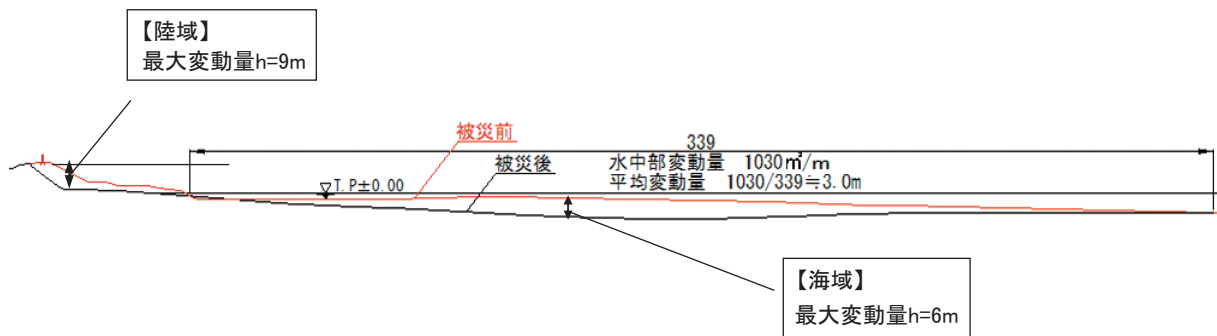 【陸域】
最大変動量h=9m
被災前
339
被災後
水中部変動量 1030㎥/m
平均変動量 1030/339≒3.0m
▽T.P±0.00
【海域】
最大変動量h=6m